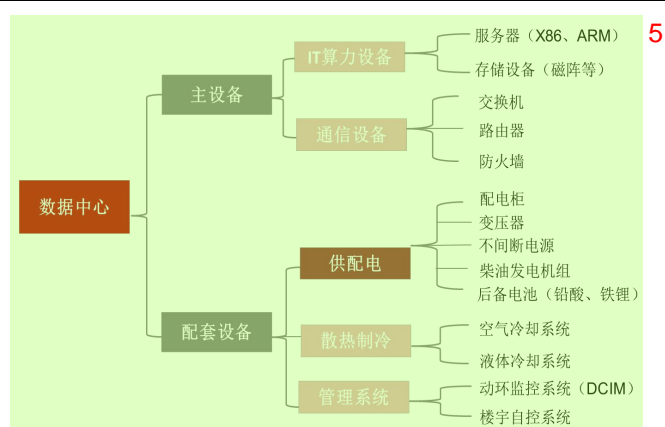 5
服务器（X86、ARM）
IT算力设备
存储设备（磁阵等）
主设备
交换机
通信设备
路由器
防火墙
数据中心
配电柜
变压器
不间断电源
供配电
柴油发电机组
后备电池（铅酸、铁锂）
配套设备
空气冷却系统
散热制冷
液体冷却系统
动环监控系统（DCIM）
管理系统
楼宇自控系统